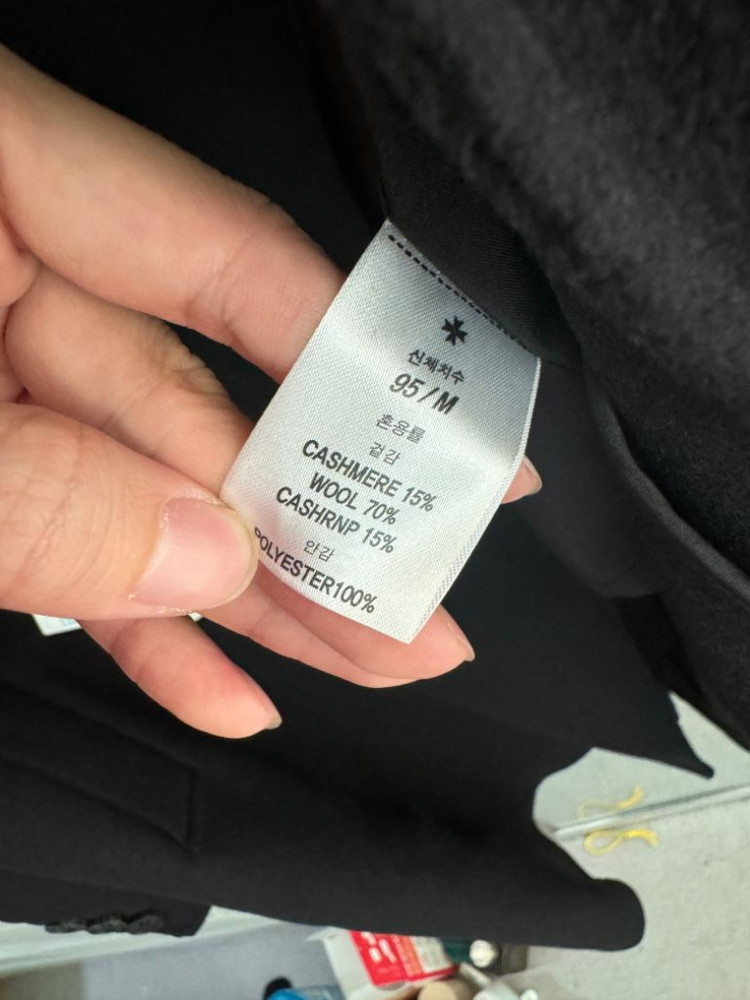 신체치수
95/M
혼용률
겉감
CASHMERE 15%
WOOL 70%
CASHRNP 15%
안감
POLYESTER100%